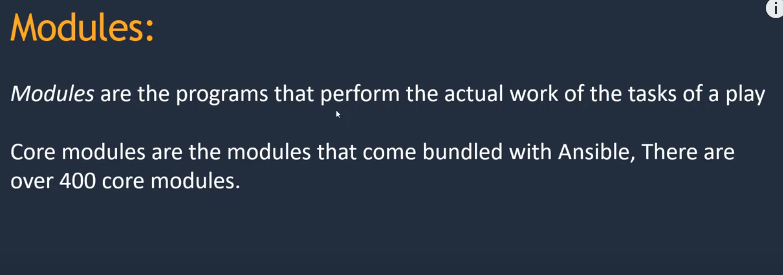 Modules:
Modules are the programs that perform the actual work of the tasks of a play
Core modules are the modules that come bundled with Ansible, There are
over 400 core modules.